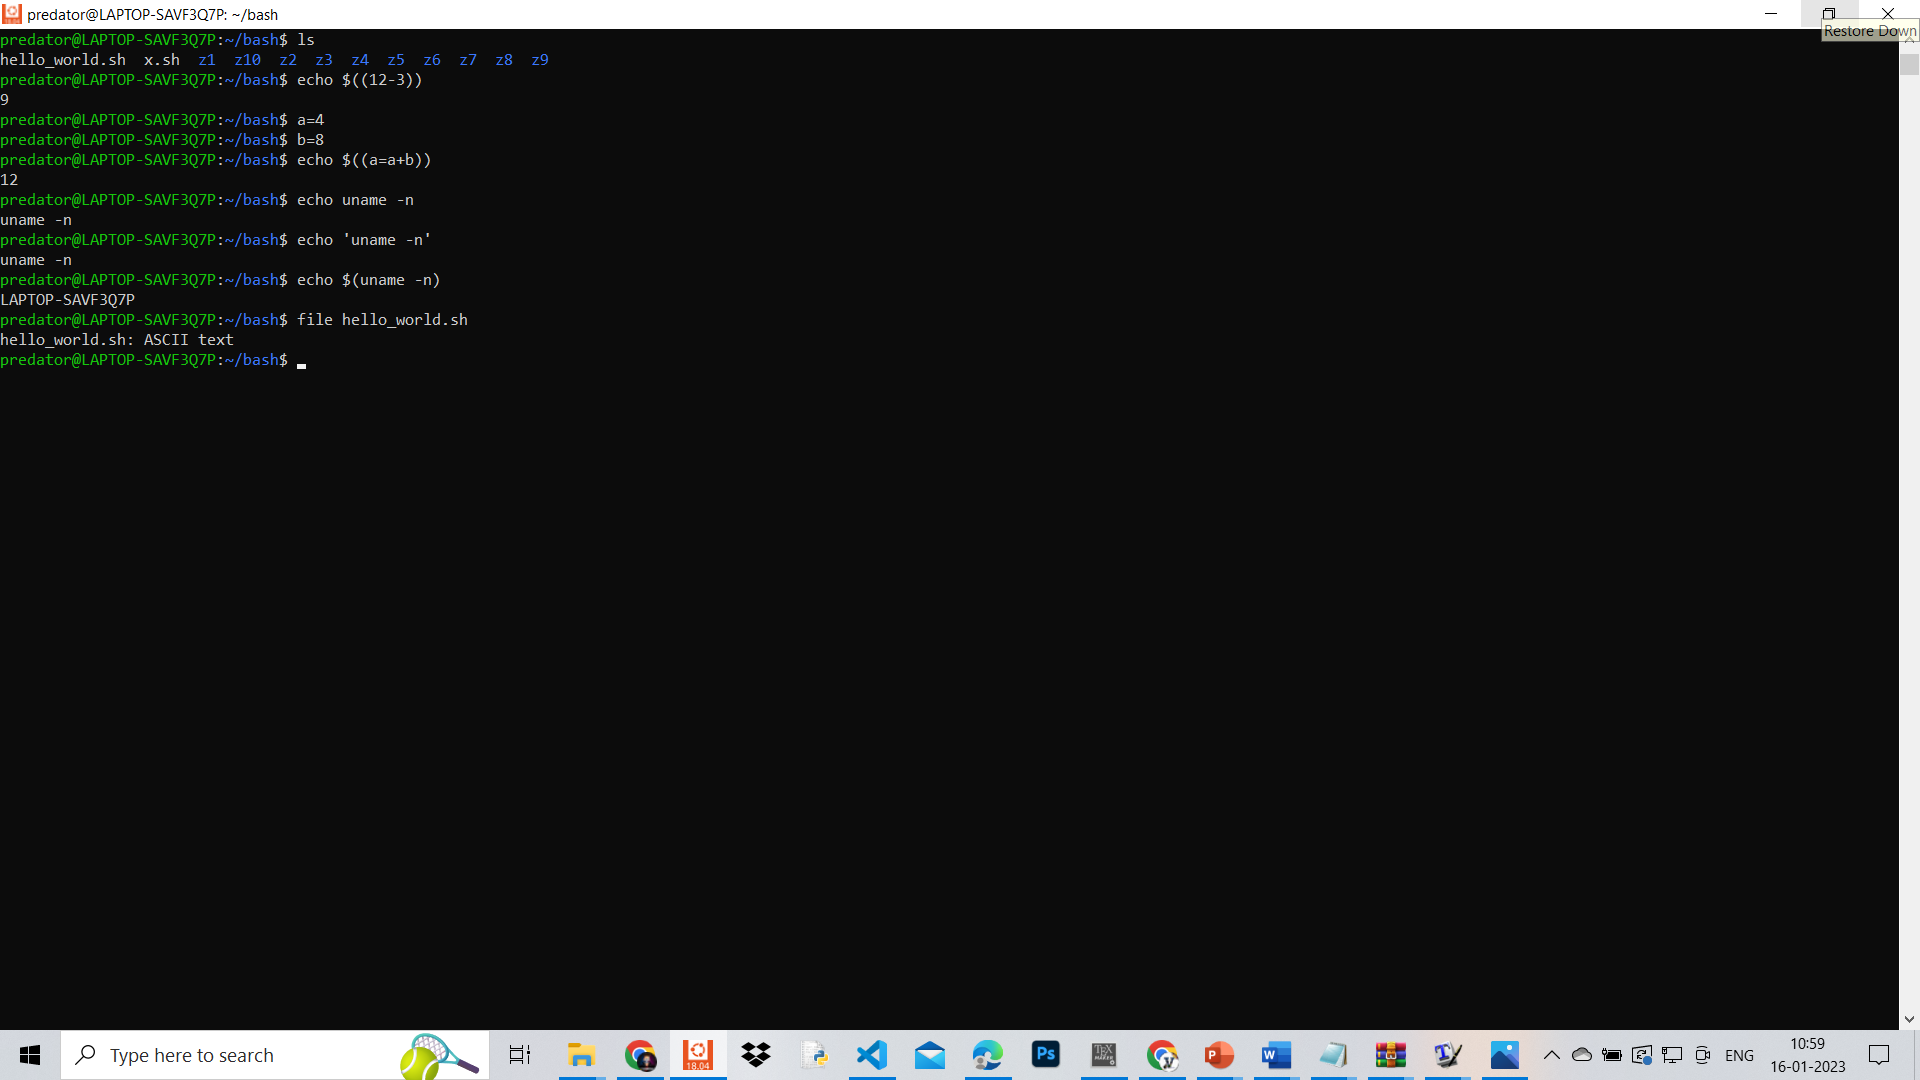 predator@LAPTOP-SAVF3Q7P: ~/bash
Restore Down
predator@LAPTOP-SAVF3Q7P:~/bash$ ls
hello_world.sh  x.sh  z1  z10  z2  z3  z4  z5  z6  z7  z8  z9
predator@LAPTOP-SAVF3Q7P:~/bash$ echo $((12-3))
9
predator@LAPTOP-SAVF3Q7P:~/bash$ a=4
predator@LAPTOP-SAVF3Q7P:~/bash$ b=8
predator@LAPTOP-SAVF3Q7P:~/bash$ echo $((a=a+b))
12
predator@LAPTOP-SAVF3Q7P:~/bash$ echo uname -n
uname -n
predator@LAPTOP-SAVF3Q7P:~/bash$ echo 'uname -n'
uname -n
predator@LAPTOP-SAVF3Q7P:~/bash$ echo $(uname -n)
LAPTOP-SAVF3Q7P
predator@LAPTOP-SAVF3Q7P:~/bash$ file hello_world.sh
hello_world.sh: ASCII text
predator@LAPTOP-SAVF3Q7P:~/bash$
Type here to search
18.04
Ps
TEX
P
W
ENG
10:59
16-01-2023